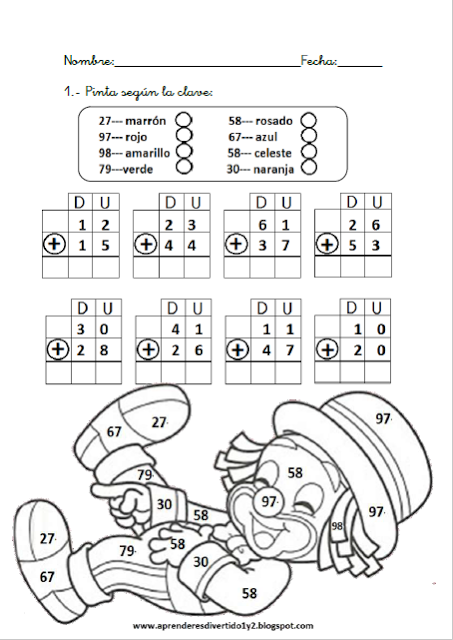 Nombre:____________________ Fecha:______
1.- Pinta según la clave:
27--- marrón 58--- rosado
97--- rojo 67--- azul
98--- amarillo 58--- celeste
79---verde 30--- naranja
D U D U D U D U
1 2 2 3 6 1 2 6
+ 1 5 + 4 4 + 3 7 + 5 3
D U D U D U D U
3 0 4 1 1 1 1 0
+ 2 8 + 2 6 + 4 7 + 2 0
97
27
67
58
79
97
30
58
97
98
27
79
58
30
67
58
www.aprenderesdivertido1y2.blogspot.com